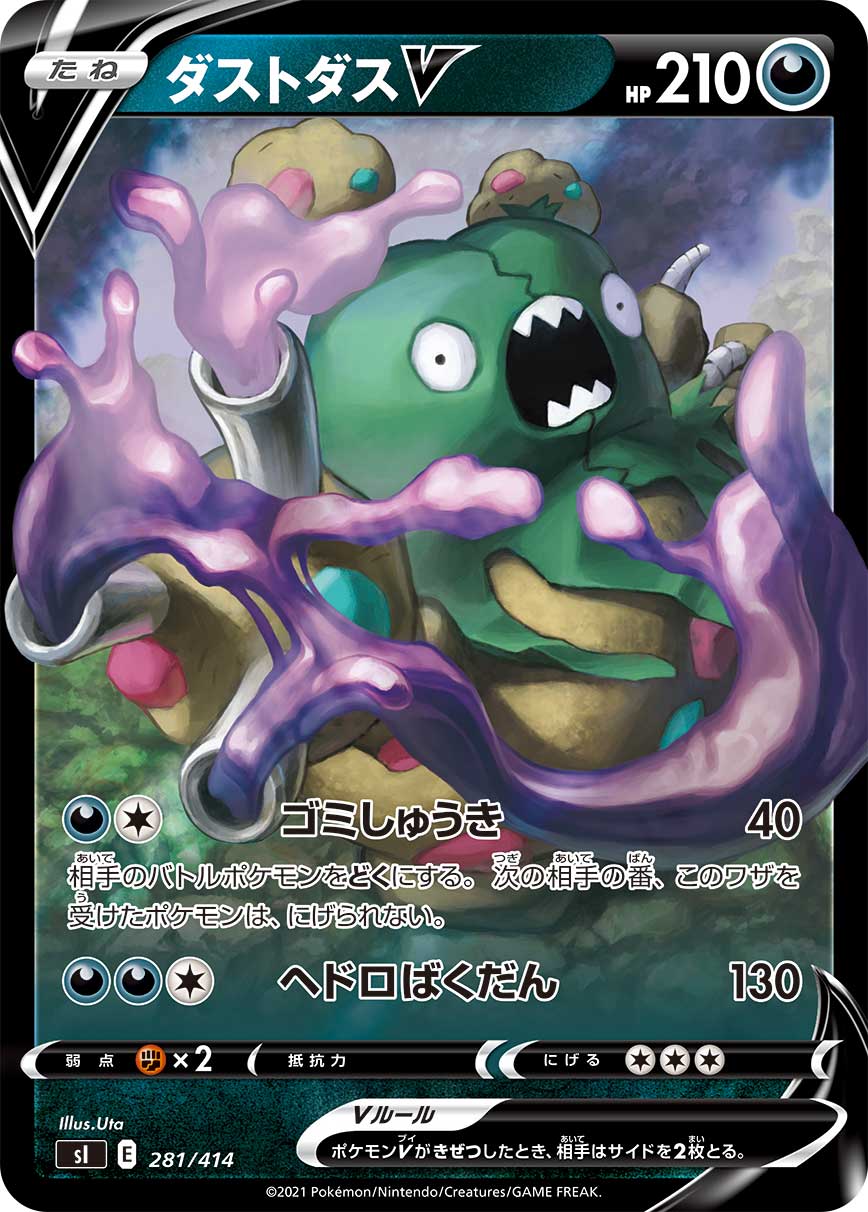 たね ダストダスV HP 210
ゴミしゅうき 40
相手のバトルポケモンをどくにする。次の相手の番、このワザを
受けたポケモンは、にげられない。
ヘドロばくだん 130
弱点 ×2 抵抗力 にげる
Illus.Uta
Vルール
ポケモンVがきぜつしたとき、相手はサイドを2枚とる。
sI E 281/414
©2021 Pokémon/Nintendo/Creatures/GAME FREAK.